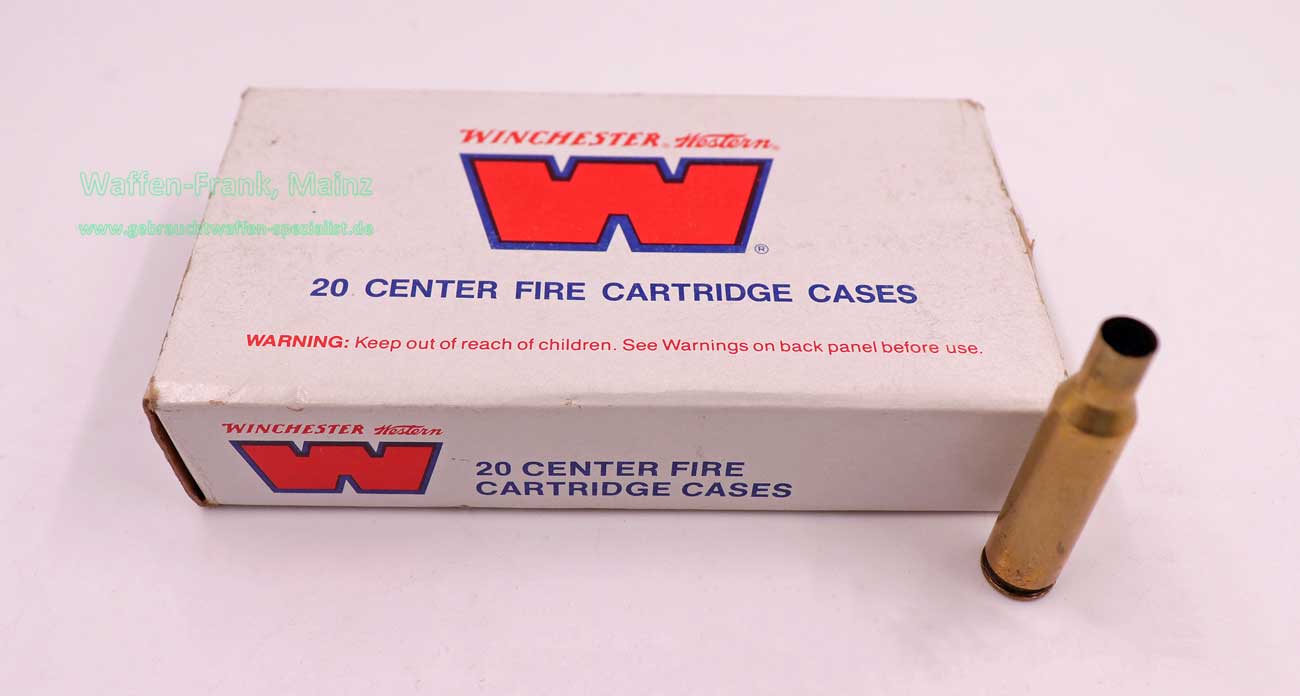 WINCHESTER® Western®
W®
20 CENTER FIRE CARTRIDGE CASES
WARNING: Keep out of reach of children. See Warnings on back panel before use.
WINCHESTER Western
W
20 CENTER FIRE
CARTRIDGE CASES
Waffen-Frank, Mainz
www.gebrauchtwaffen-spezialist.de